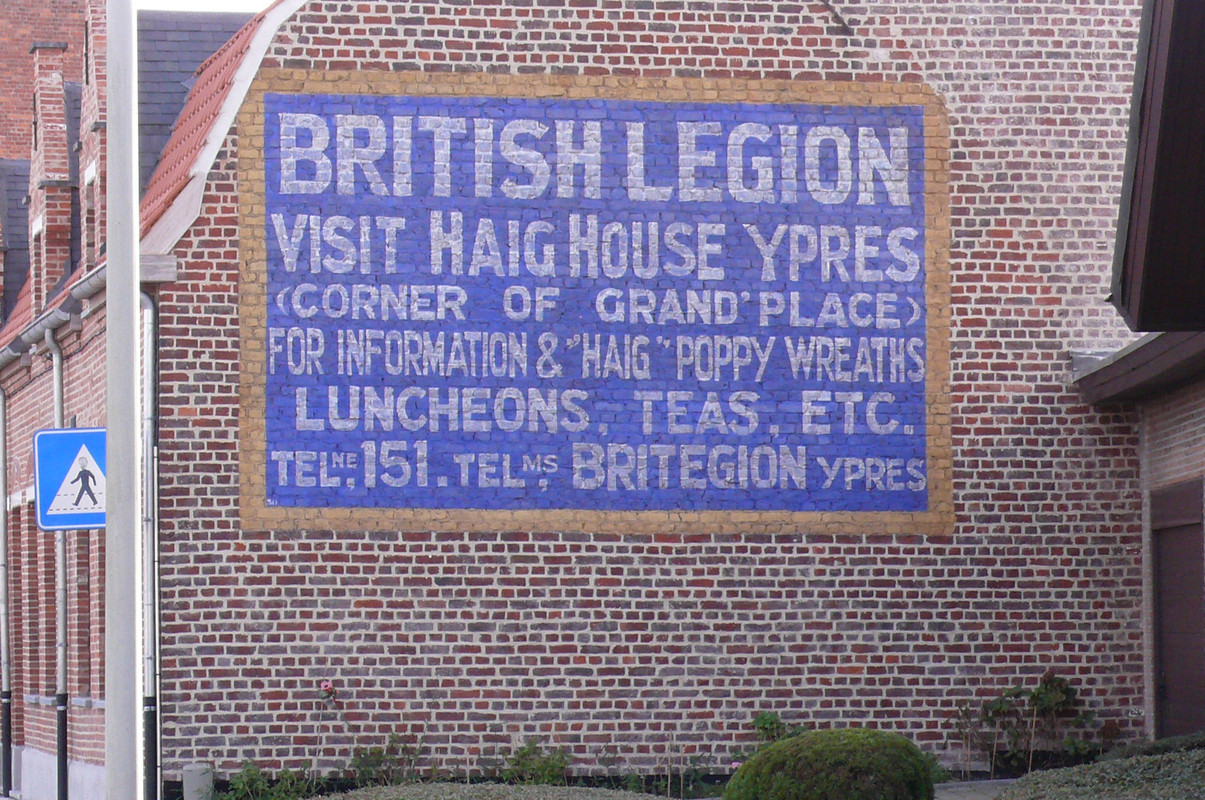 BRITISH LEGION
VISIT HAIG HOUSE YPRES
(CORNER OF GRAND' PLACE)
FOR INFORMATION & "HAIG" POPPY WREATHS
LUNCHEONS, TEAS, ETC.
TELNE, 151. TELMS, BRITEGION YPRES